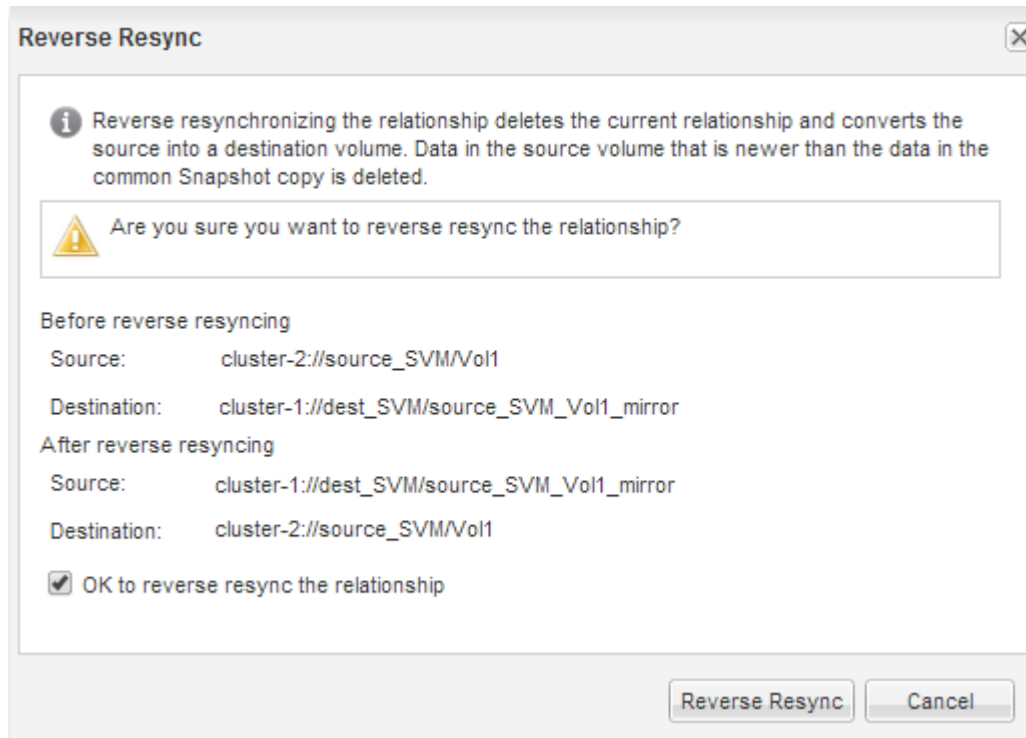 Reverse Resync
Reverse resynchronizing the relationship deletes the current relationship and converts the
source into a destination volume. Data in the source volume that is newer than the data in the
common Snapshot copy is deleted.
Are you sure you want to reverse resync the relationship?
Before reverse resyncing
Source: cluster-2://source_SVM/Vol1
Destination: cluster-1://dest_SVM/source_SVM_Vol1_mirror
After reverse resyncing
Source: cluster-1://dest_SVM/source_SVM_Vol1_mirror
Destination: cluster-2://source_SVM/Vol1
OK to reverse resync the relationship
Reverse Resync Cancel